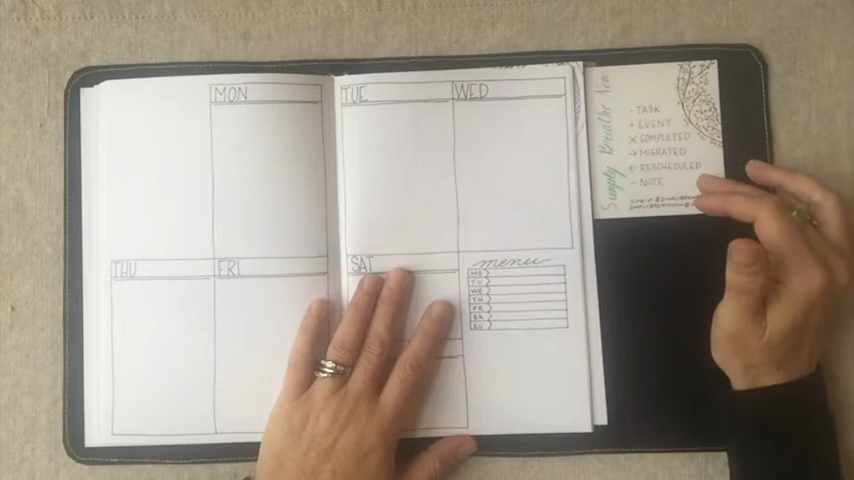 MON
TUE
WED
THU
FRI
SAT
menu
MO
TU
WE
TH
FR
SA
SU
Simply Breathe Now
· TASK
∘ EVENT
× COMPLETED
→ MIGRATED
← RESCHEDULED
– NOTE